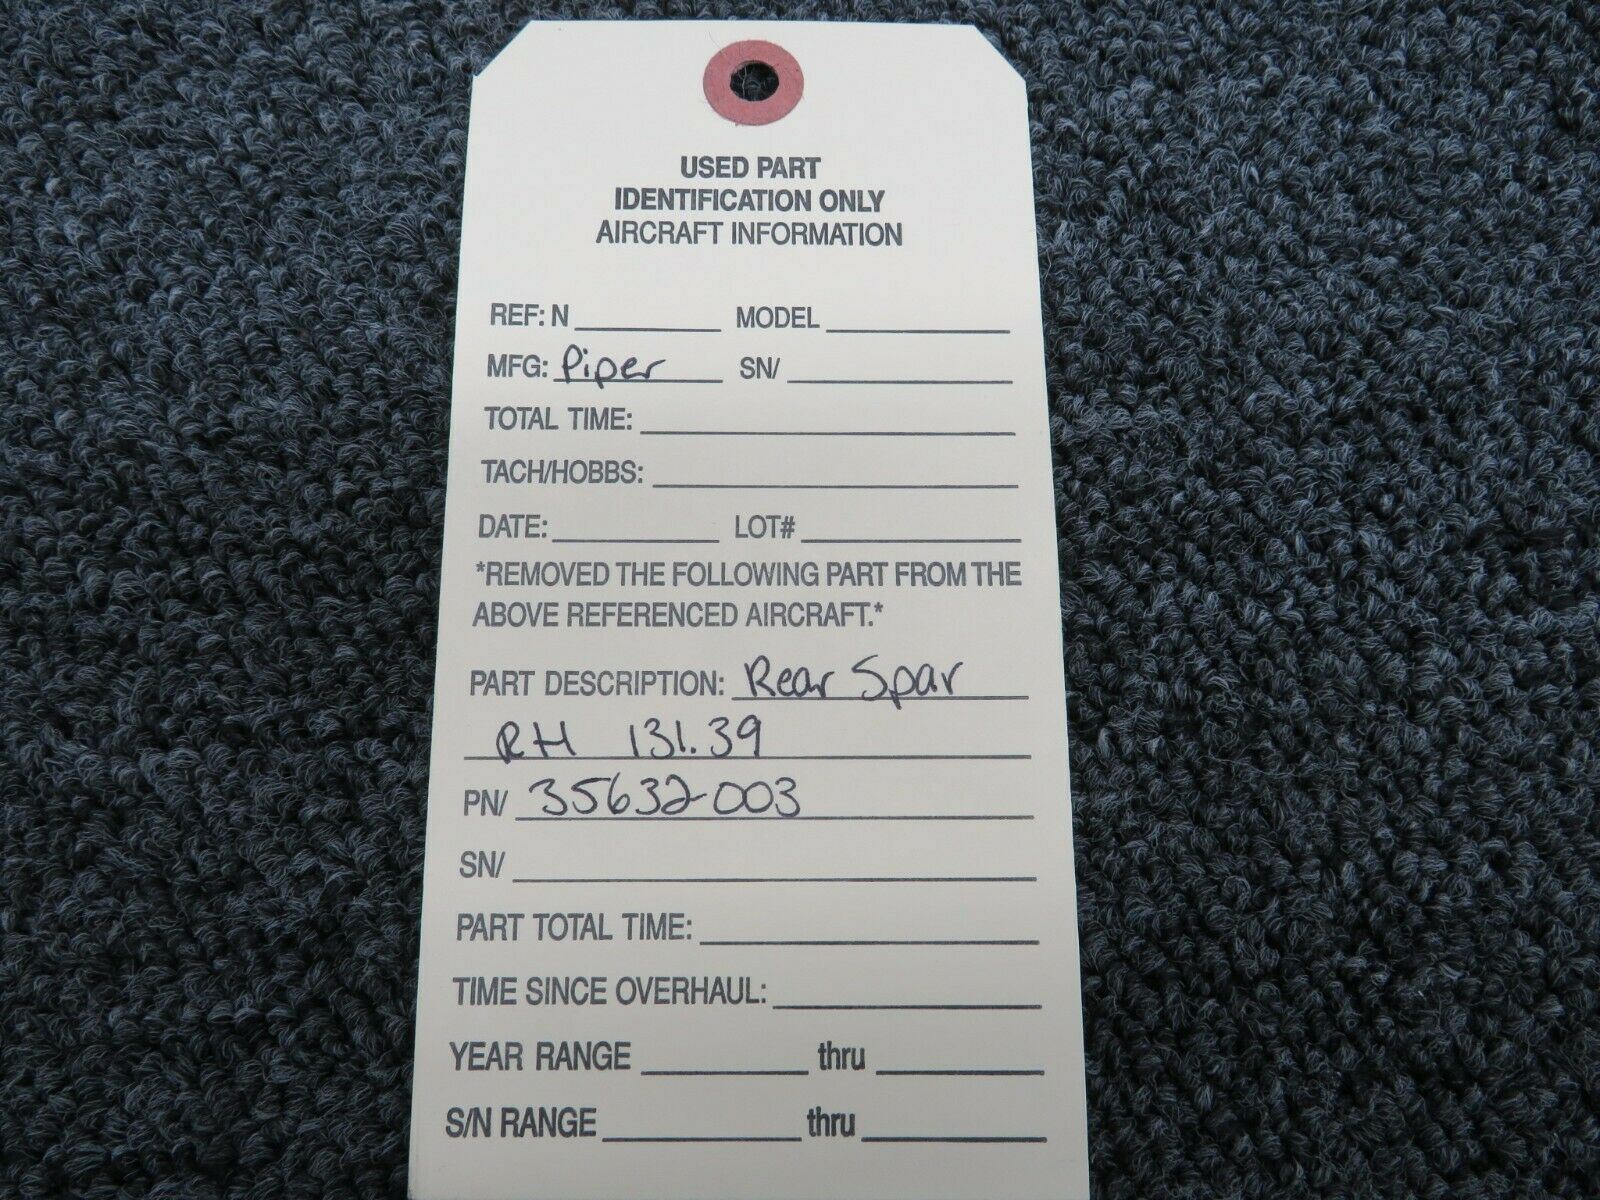 USED PART
IDENTIFICATION ONLY
AIRCRAFT INFORMATION
REF: N MODEL
MFG: Piper SN/
TOTAL TIME:
TACH/HOBBS:
DATE: LOT#
*REMOVED THE FOLLOWING PART FROM THE
ABOVE REFERENCED AIRCRAFT.*
PART DESCRIPTION: Rear Spar
RH 131.39
PN/ 35632-003
SN/
PART TOTAL TIME:
TIME SINCE OVERHAUL:
YEAR RANGE thru
S/N RANGE thru